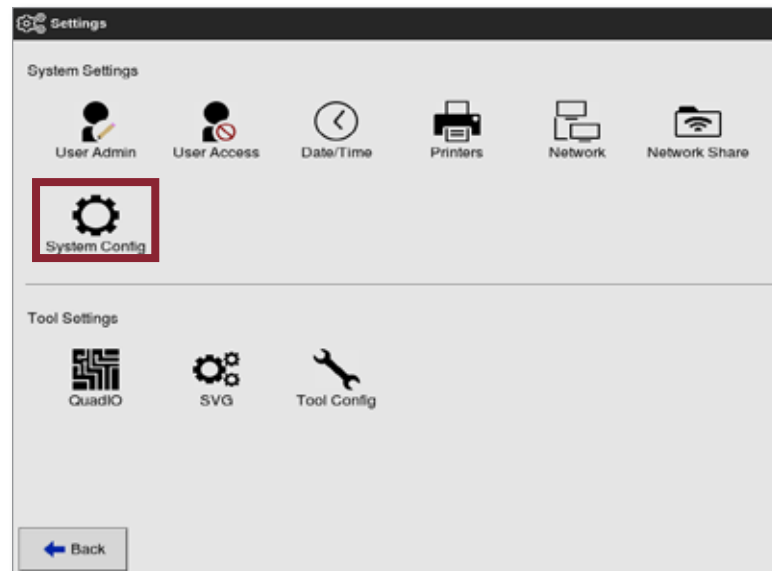 Settings
System Settings
User Admin User Access Date/Time Printers Network Network Share
System Config
Tool Settings
QuadIO SVG Tool Config
Back